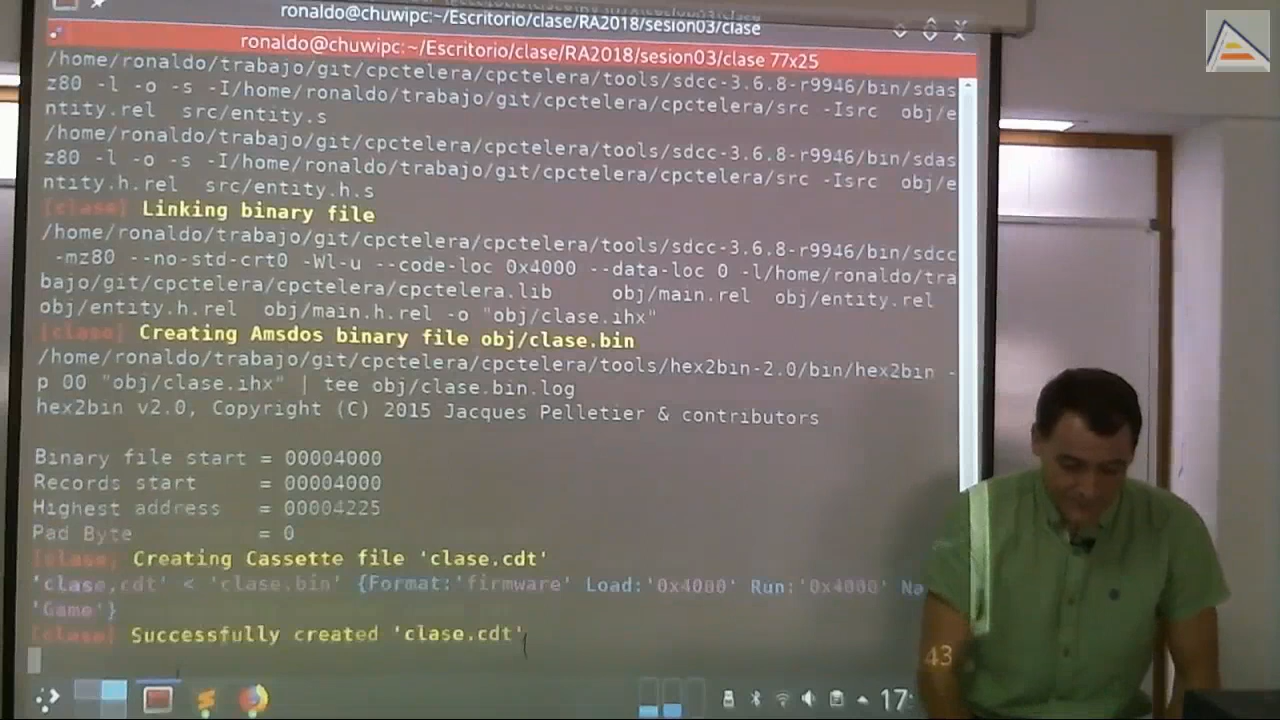 ronaldo@chuwipc:~/Escritorio/clase/RA2018/sesion03/clase
ronaldo@chuwipc:~/Escritorio/clase/RA2018/sesion03/clase 77x25
/home/ronaldo/trabajo/git/cpctelera/cpctelera/tools/sdcc-3.6.8-r9946/bin/sdas
z80 -l -o -s -I/home/ronaldo/trabajo/git/cpctelera/cpctelera/src -Isrc  obj/e
ntity.rel  src/entity.s
/home/ronaldo/trabajo/git/cpctelera/cpctelera/tools/sdcc-3.6.8-r9946/bin/sdas
z80 -l -o -s -I/home/ronaldo/trabajo/git/cpctelera/cpctelera/src -Isrc  obj/e
ntity.h.rel  src/entity.h.s
[clase] Linking binary file
/home/ronaldo/trabajo/git/cpctelera/cpctelera/tools/sdcc-3.6.8-r9946/bin/sdcc
-mz80 --no-std-crt0 -Wl-u --code-loc 0x4000 --data-loc 0 -l/home/ronaldo/tra
bajo/git/cpctelera/cpctelera/cpctelera.lib     obj/main.rel  obj/entity.rel
obj/entity.h.rel  obj/main.h.rel -o "obj/clase.ihx"
[clase] Creating Amsdos binary file obj/clase.bin
/home/ronaldo/trabajo/git/cpctelera/cpctelera/tools/hex2bin-2.0/bin/hex2bin -
p 00 "obj/clase.ihx" | tee obj/clase.bin.log
hex2bin v2.0, Copyright (C) 2015 Jacques Pelletier & contributors
Binary file start = 00004000
Records start     = 00004000
Highest address   = 00004225
Pad Byte          = 0
[clase] Creating Cassette file 'clase.cdt'
'clase.cdt' < 'clase.bin' {Format:'firmware' Load:'0x4000' Run:'0x4000' Na
'Game'}
[clase] Successfully created 'clase.cdt'
17:
43